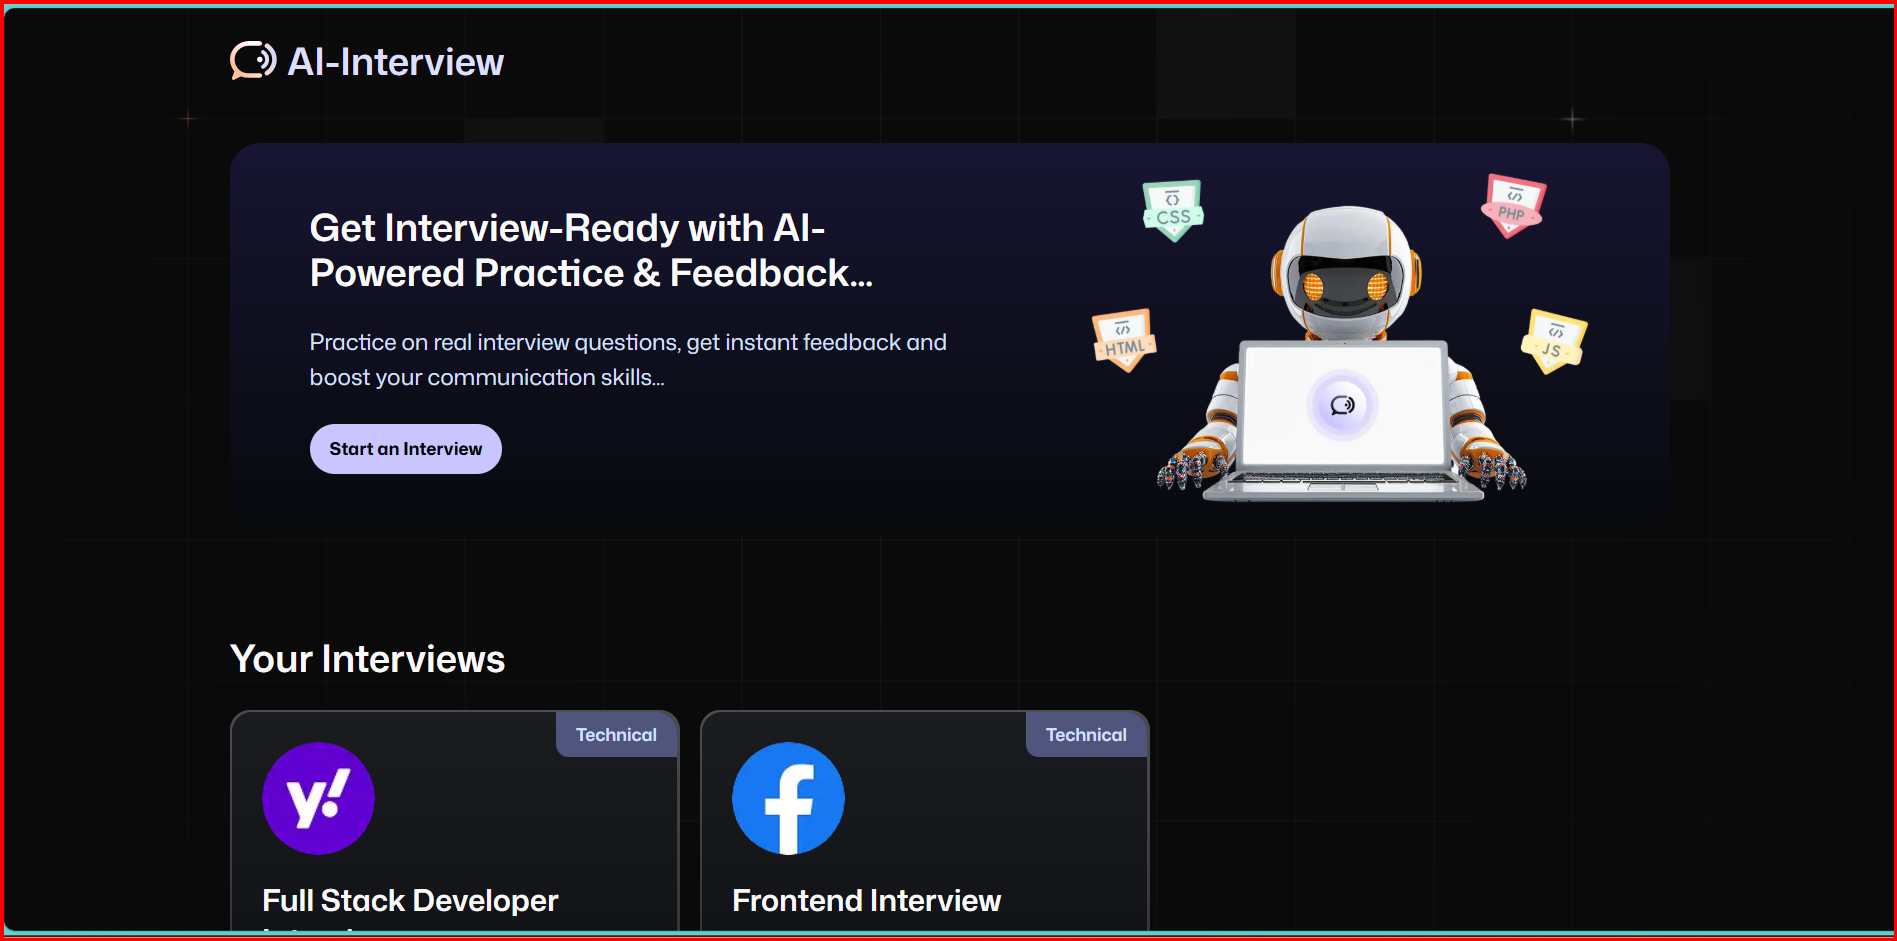 AI-Interview
Get Interview-Ready with AI-
Powered Practice & Feedback...
Practice on real interview questions, get instant feedback and
boost your communication skills...
Start an Interview
CSS
PHP
HTML
JS
Your Interviews
Technical
y!
Full Stack Developer
Technical
f
Frontend Interview